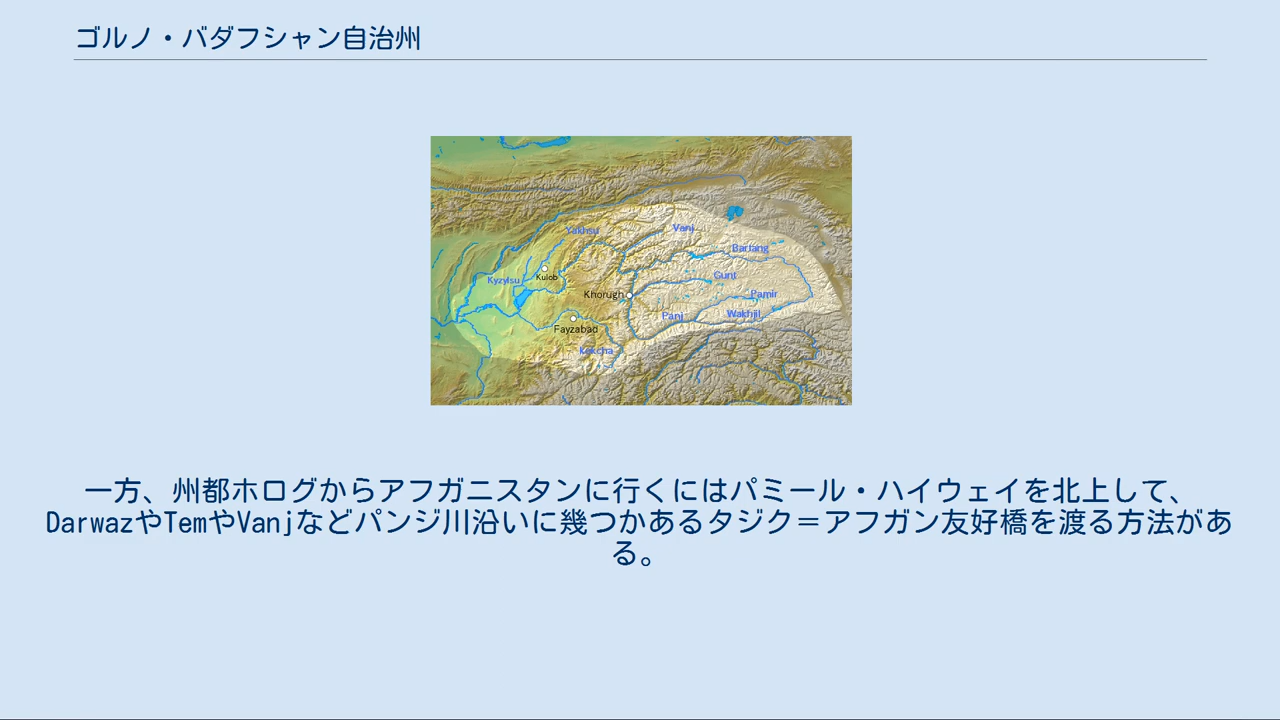 ゴルノ・バダフシャン自治州
Yakhsu
Vanj
Bartang
Kulob
Kyzylsu
Gunt
Khorugh
Pamir
Panj
Wakhjil
Fayzabad
Kokcha
一方、州都ホログからアフガニスタンに行くにはパミール・ハイウェイを北上して、
DarwazやTemやVanjなどパンジ川沿いに幾つかあるタジク＝アフガン友好橋を渡る方法があ
る。